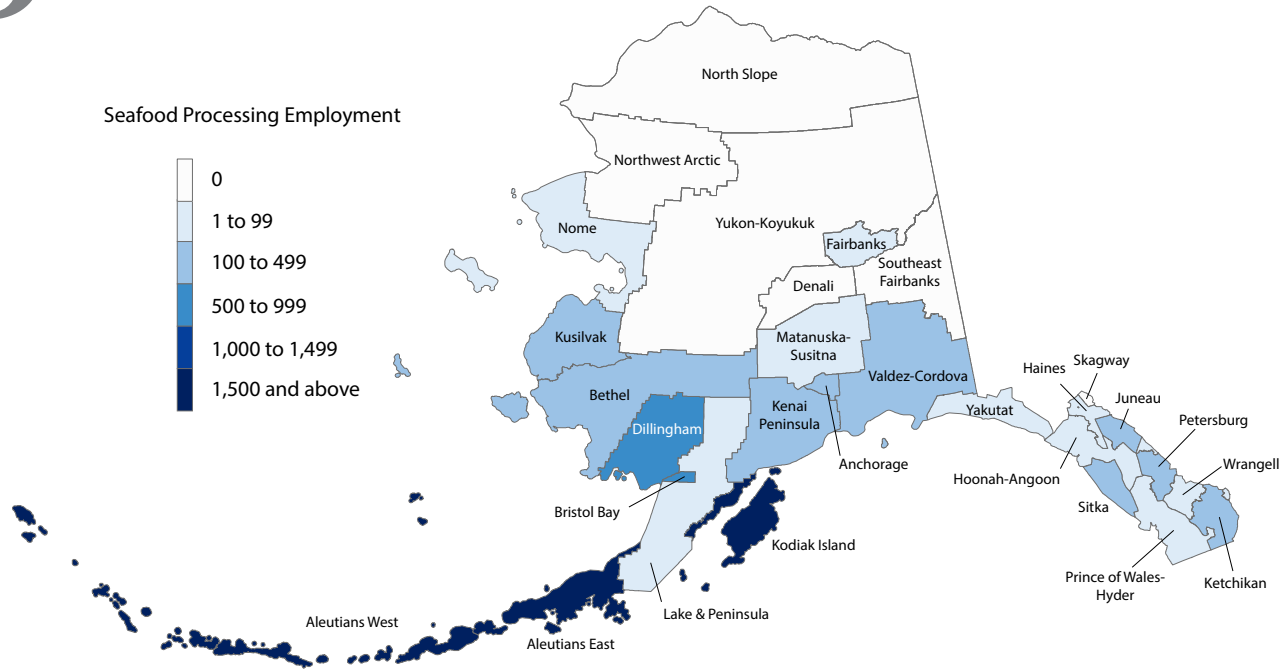 Seafood Processing Employment
0
1 to 99
100 to 499
500 to 999
1,000 to 1,499
1,500 and above
North Slope
Northwest Arctic
Nome
Yukon-Koyukuk
Fairbanks
Southeast
Fairbanks
Denali
Kusilvak
Matanuska-
Susitna
Bethel
Valdez-Cordova
Dillingham
Kenai
Peninsula
Anchorage
Yakutat
Haines
Skagway
Juneau
Petersburg
Wrangell
Hoonah-Angoon
Sitka
Prince of Wales-
Hyder
Ketchikan
Bristol Bay
Kodiak Island
Lake & Peninsula
Aleutians West
Aleutians East